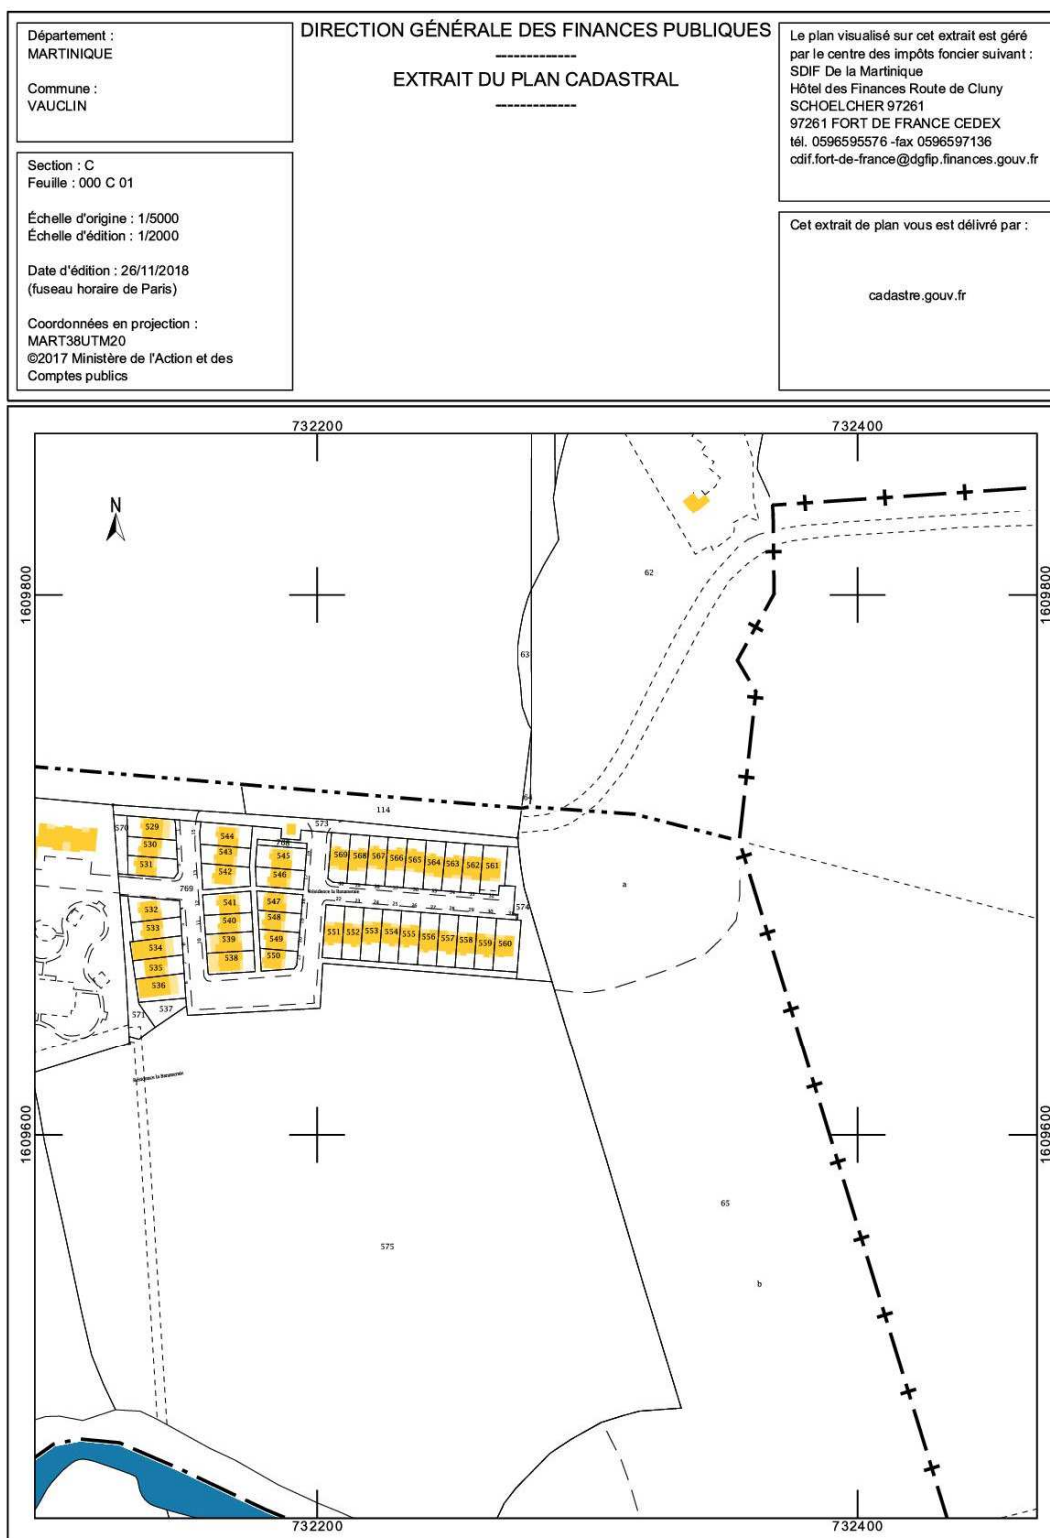 Département :
MARTINIQUE
Commune :
VAUCLIN
Section : C
Feuille : 000 C 01
Échelle d'origine : 1/5000
Échelle d'édition : 1/2000
Date d'édition : 26/11/2018
(fuseau horaire de Paris)
Coordonnées en projection :
MART38UTM20
©2017 Ministère de l'Action et des
Comptes publics
DIRECTION GÉNÉRALE DES FINANCES PUBLIQUES
-------------
EXTRAIT DU PLAN CADASTRAL
-------------
Le plan visualisé sur cet extrait est géré
par le centre des impôts foncier suivant :
SDIF De la Martinique
Hôtel des Finances Route de Cluny
SCHOELCHER 97261
97261 FORT DE FRANCE CEDEX
tél. 0596595576 -fax 0596597136
cdif.fort-de-france@dgfip.finances.gouv.fr
Cet extrait de plan vous est délivré par :
cadastre.gouv.fr
732200
732400
N
1609800
1609800
62
63
64
114
573
570
529
530
531
544
543
542
545
546
569 568 567 566 565 564 563 562 561
a
769
574
532
533
534
535
536
537
571
541
540
539
538
547
548
549
550
551 552 553 554 555 556 557 558 559 560
1609600
1609600
65
575
b
732200
732400